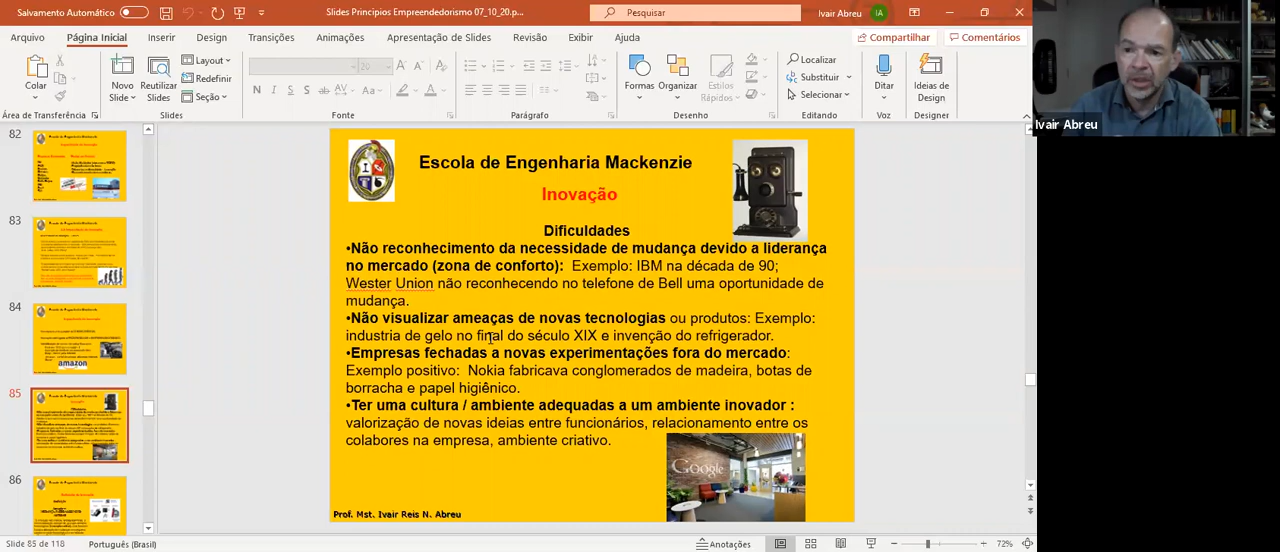 Salvamento Automático
Slides Principios Empreendedorismo 07_10_20.p...
Pesquisar
Ivair Abreu
IA
Arquivo
Página Inicial
Inserir
Design
Transições
Animações
Apresentação de Slides
Revisão
Exibir
Ajuda
Compartilhar
Comentários
Colar
Novo Slide
Reutilizar Slides
Layout
Redefinir
Seção
20
Formas
Organizar
Estilos Rápidos
Localizar
Substituir
Selecionar
Ditar
Ideias de Design
Área de Transferência
Slides
Fonte
Parágrafo
Desenho
Editando
Voz
Designer
Ivair Abreu
82
83
84
amazon
85
86
Escola de Engenharia Mackenzie
Inovação
Dificuldades
•Não reconhecimento da necessidade de mudança devido a liderança
no mercado (zona de conforto): Exemplo: IBM na década de 90;
Wester Union não reconhecendo no telefone de Bell uma oportunidade de
mudança.
•Não visualizar ameaças de novas tecnologias ou produtos: Exemplo:
industria de gelo no final do século XIX e invenção do refrigerador.
•Empresas fechadas a novas experimentações fora do mercado:
Exemplo positivo: Nokia fabricava conglomerados de madeira, botas de
borracha e papel higiênico.
•Ter uma cultura / ambiente adequadas a um ambiente inovador :
valorização de novas ideias entre funcionários, relacionamento entre os
colabores na empresa, ambiente criativo.
Google
Prof. Mst. Ivair Reis N. Abreu
Slide 85 de 118
Português (Brasil)
Anotações
72%